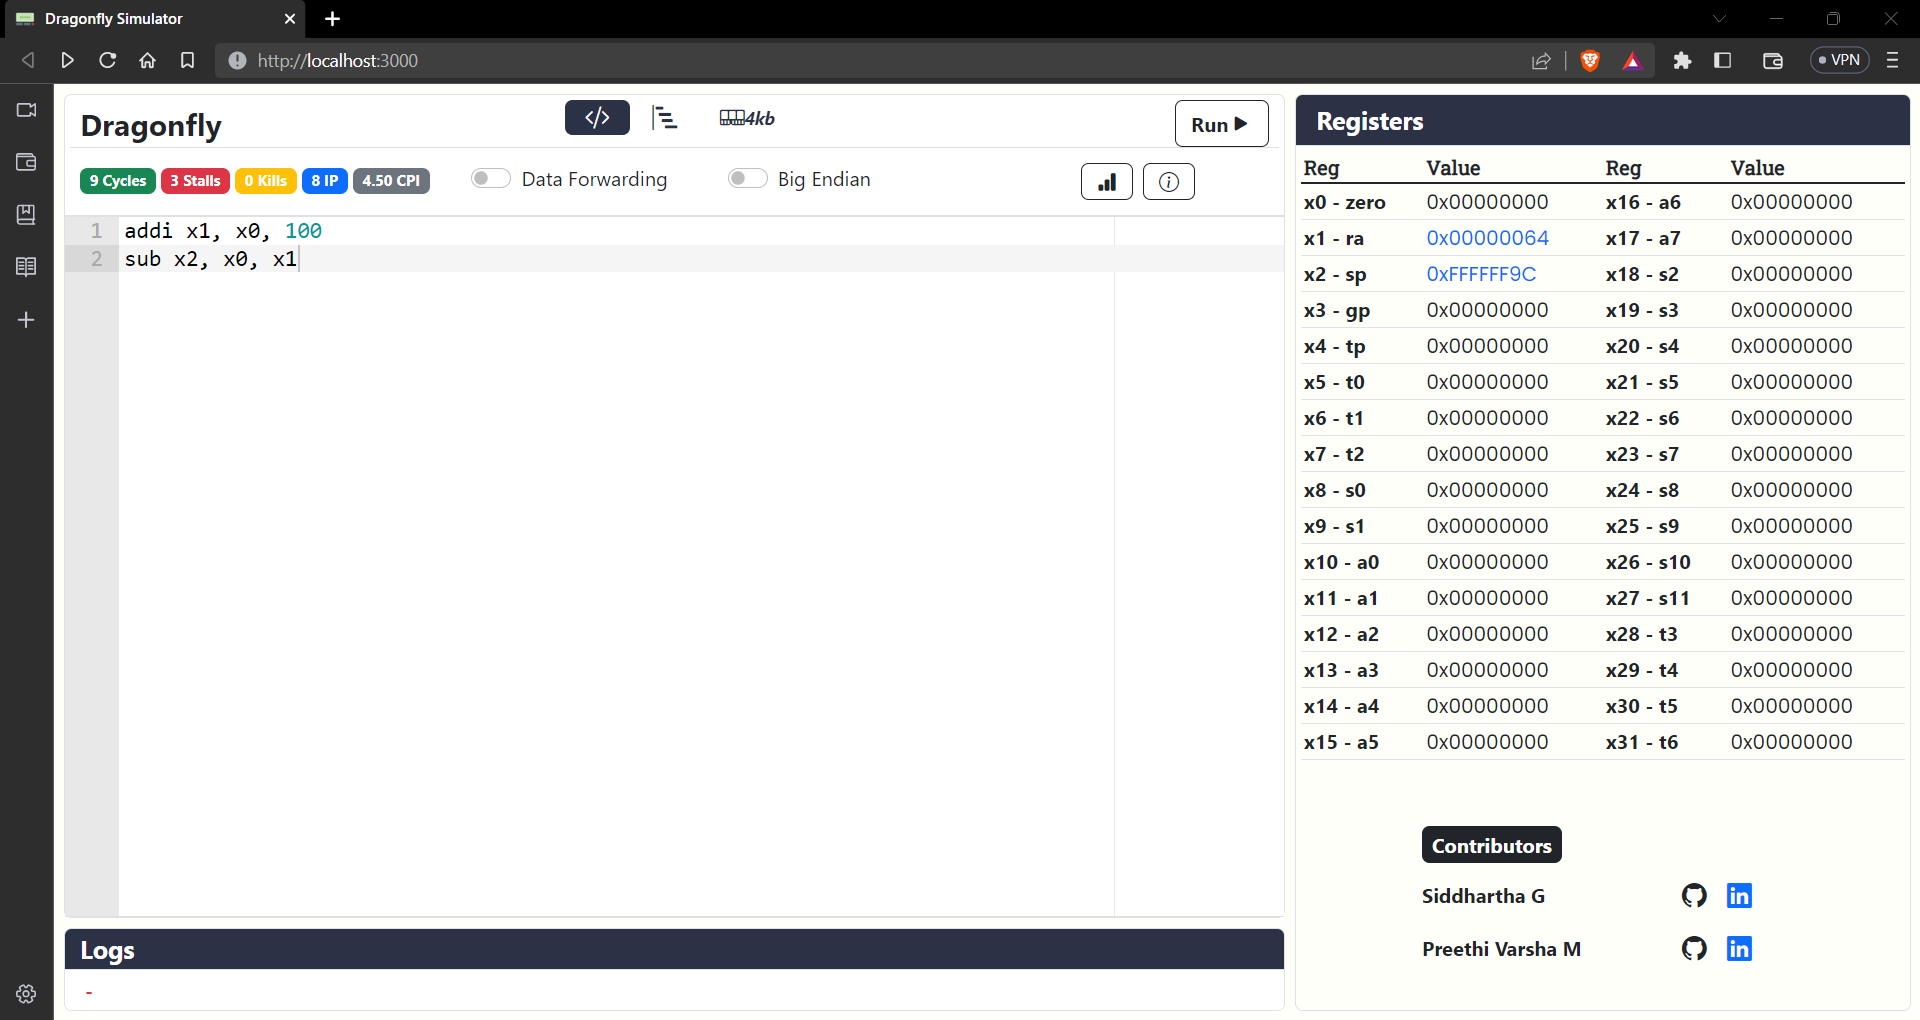 Dragonfly Simulator
http://localhost:3000
VPN
Dragonfly
4kb
Run
9 Cycles 3 Stalls 0 Kills 8 IP 4.50 CPI
Data Forwarding
Big Endian
1 addi x1, x0, 100
2 sub x2, x0, x1
Logs
-
Registers
Reg Value Reg Value
x0 - zero 0x00000000 x16 - a6 0x00000000
x1 - ra 0x00000064 x17 - a7 0x00000000
x2 - sp 0xFFFFFF9C x18 - s2 0x00000000
x3 - gp 0x00000000 x19 - s3 0x00000000
x4 - tp 0x00000000 x20 - s4 0x00000000
x5 - t0 0x00000000 x21 - s5 0x00000000
x6 - t1 0x00000000 x22 - s6 0x00000000
x7 - t2 0x00000000 x23 - s7 0x00000000
x8 - s0 0x00000000 x24 - s8 0x00000000
x9 - s1 0x00000000 x25 - s9 0x00000000
x10 - a0 0x00000000 x26 - s10 0x00000000
x11 - a1 0x00000000 x27 - s11 0x00000000
x12 - a2 0x00000000 x28 - t3 0x00000000
x13 - a3 0x00000000 x29 - t4 0x00000000
x14 - a4 0x00000000 x30 - t5 0x00000000
x15 - a5 0x00000000 x31 - t6 0x00000000
Contributors
Siddhartha G
in
Preethi Varsha M
in